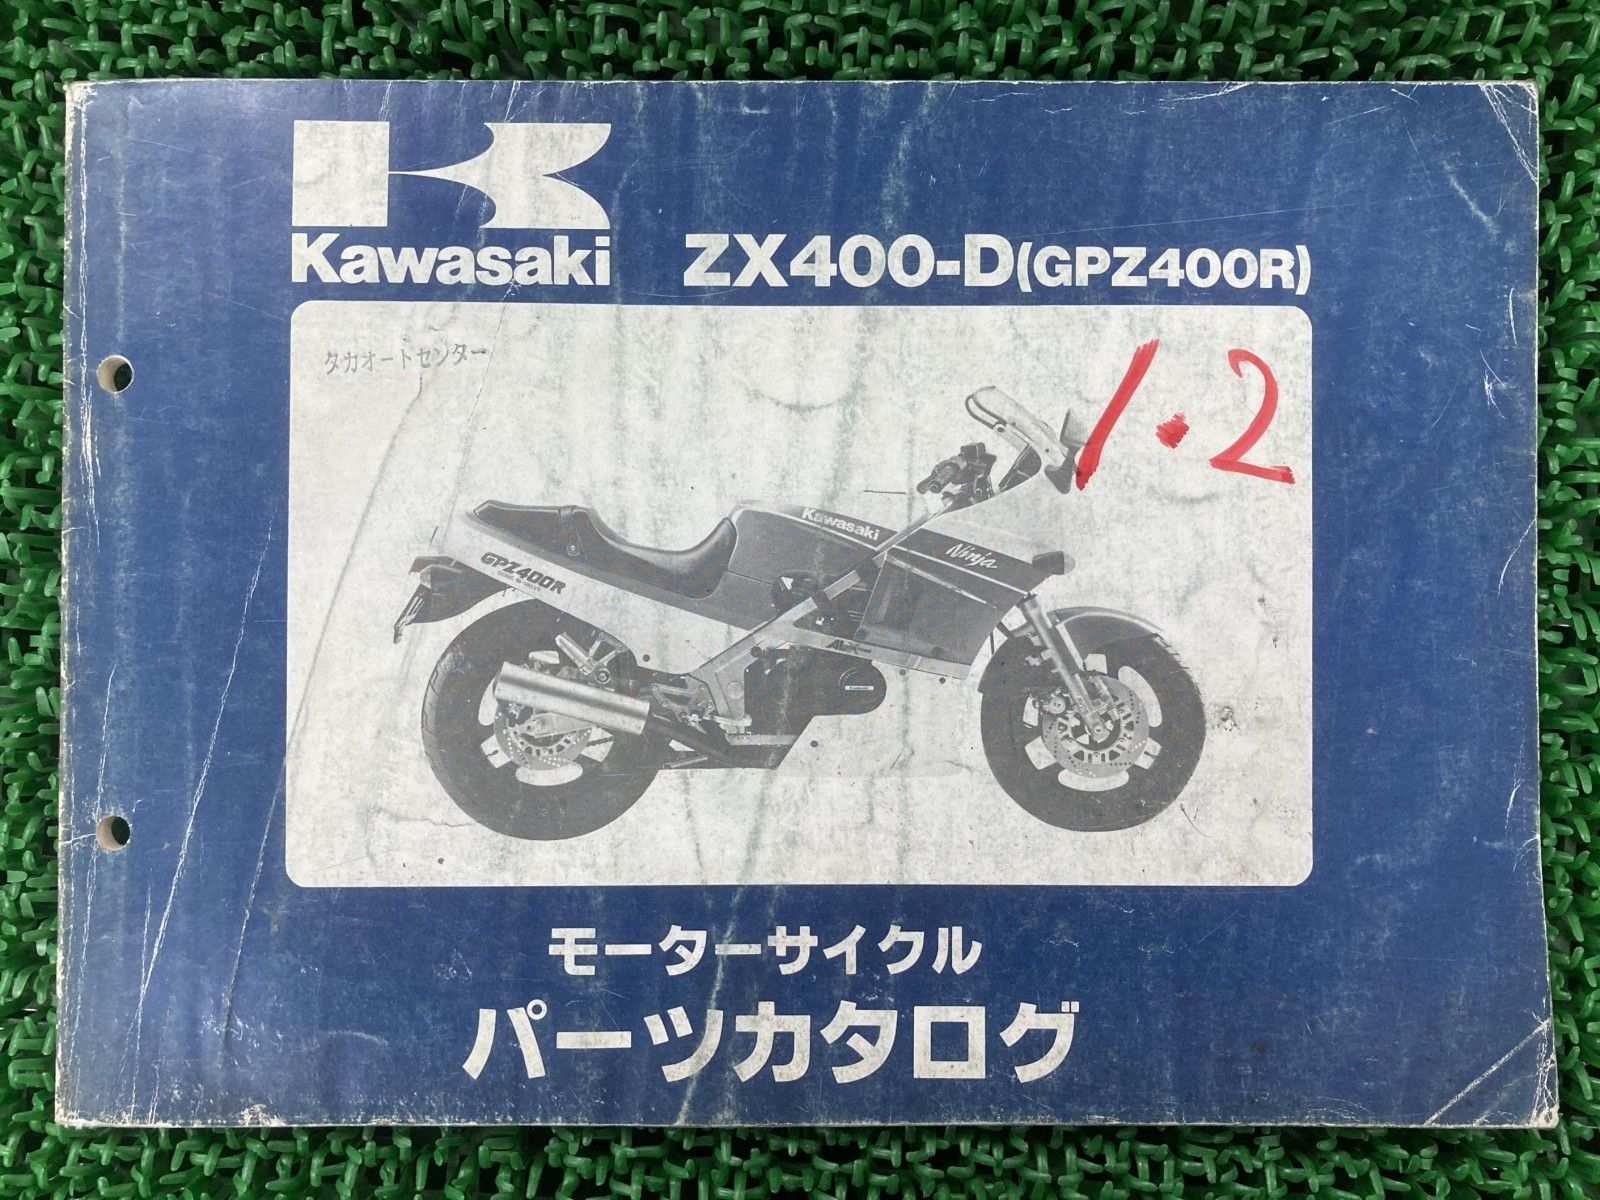 Kawasaki ZX400-D(GPZ400R)
タカオートセンター
1.2
Kawasaki
Ninja
GPZ400R
モーターサイクル
パーツカタログ